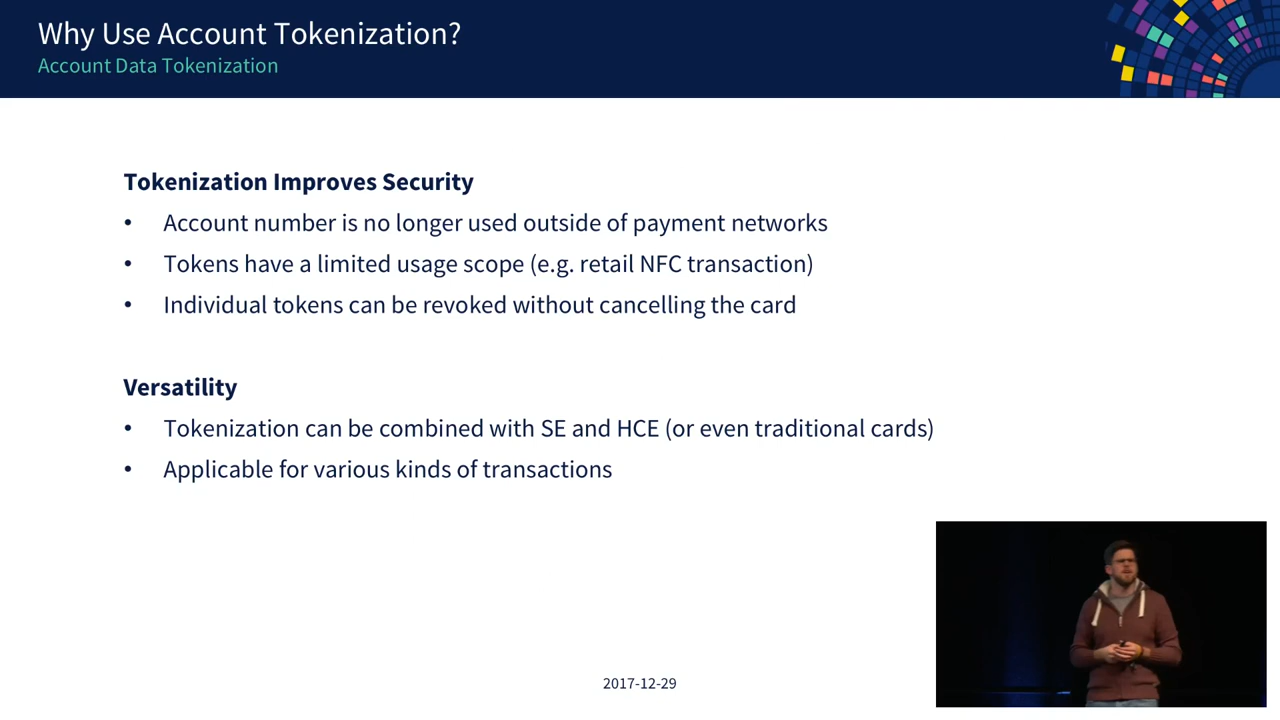 Why Use Account Tokenization?
Account Data Tokenization
Tokenization Improves Security
• Account number is no longer used outside of payment networks
• Tokens have a limited usage scope (e.g. retail NFC transaction)
• Individual tokens can be revoked without cancelling the card
Versatility
• Tokenization can be combined with SE and HCE (or even traditional cards)
• Applicable for various kinds of transactions
2017-12-29